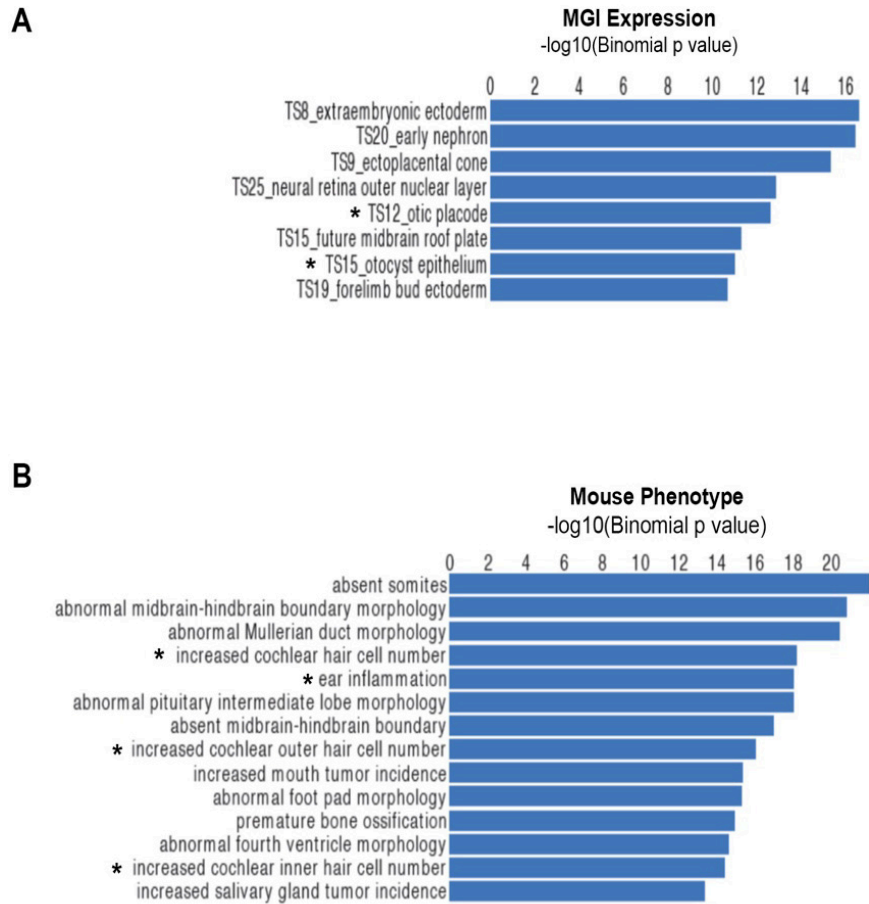 A
MGI Expression
-log10(Binomial p value)
0 2 4 6 8 10 12 14 16
TS8_extraembryonic ectoderm
TS20_early nephron
TS9_ectoplacental cone
TS25_neural retina outer nuclear layer
* TS12_otic placode
TS15_future midbrain roof plate
* TS15_otocyst epithelium
TS19_forelimb bud ectoderm
B
Mouse Phenotype
-log10(Binomial p value)
0 2 4 6 8 10 12 14 16 18 20
absent somites
abnormal midbrain-hindbrain boundary morphology
abnormal Mullerian duct morphology
* increased cochlear hair cell number
* ear inflammation
abnormal pituitary intermediate lobe morphology
absent midbrain-hindbrain boundary
* increased cochlear outer hair cell number
increased mouth tumor incidence
abnormal foot pad morphology
premature bone ossification
abnormal fourth ventricle morphology
* increased cochlear inner hair cell number
increased salivary gland tumor incidence